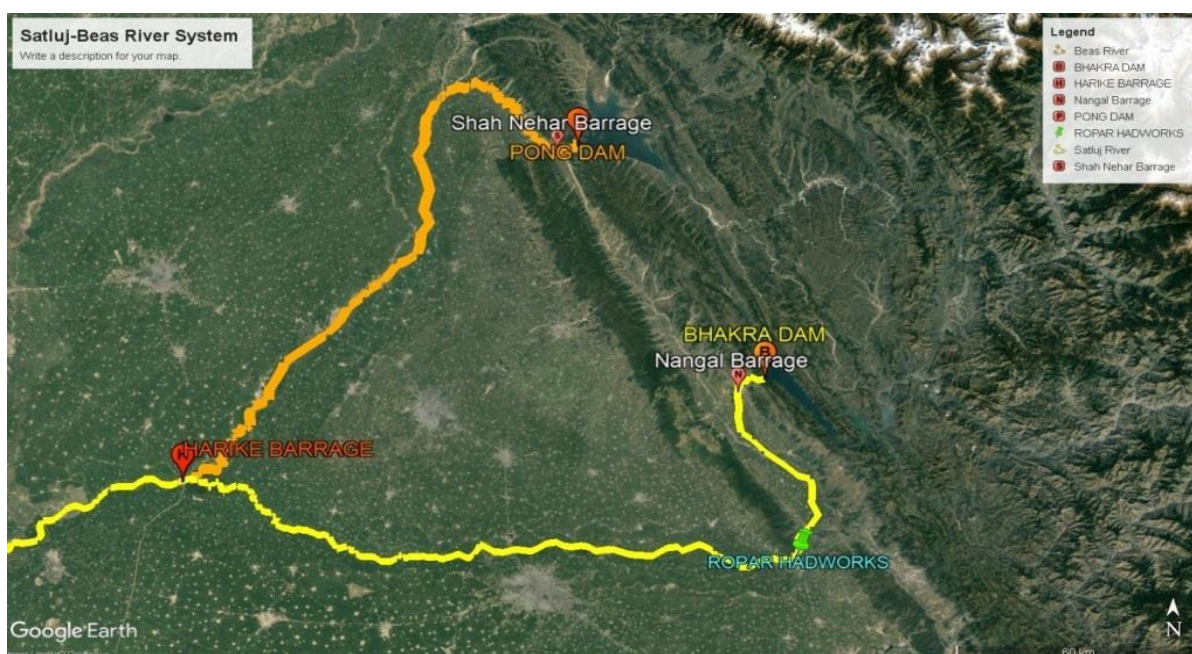 Satluj-Beas River System
Write a description for your map.
Legend
Beas River
B BHAKRA DAM
H HARIKE BARRAGE
N Nangal Barrage
P PONG DAM
ROPAR HADWORKS
Satluj River
S Shah Nehar Barrage
Shah Nehar Barrage
S
PONG DAM
BHAKRA DAM
B
Nangal Barrage
N
HARIKE BARRAGE
H
ROPAR HADWORKS
Google Earth
N
60 km